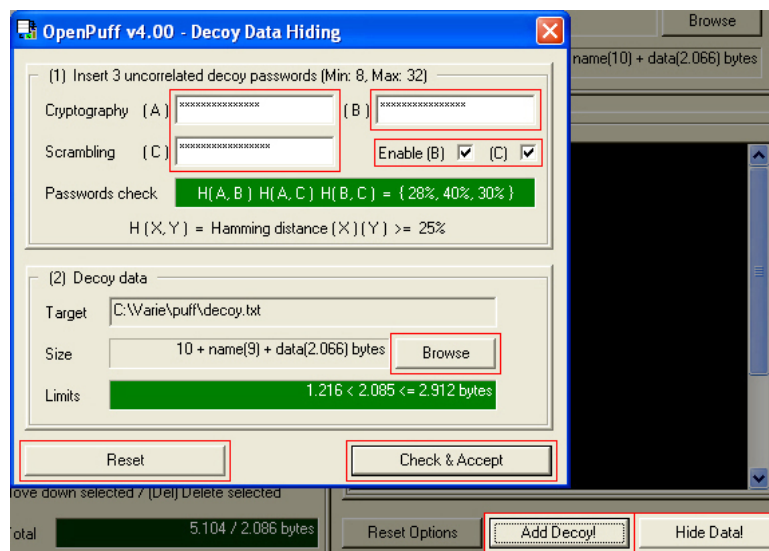 OpenPuff v4.00 - Decoy Data Hiding
Browse
name(10) + data(2.066) bytes
(1) Insert 3 uncorrelated decoy passwords (Min: 8, Max: 32)
Cryptography (A) *************** (B) ****************
Scrambling (C) ***************** Enable (B) (C)
Passwords check H(A, B) H(A, C) H(B, C) = { 28%, 40%, 30% }
H (X, Y) = Hamming distance (X)(Y) >= 25%
(2) Decoy data
Target C:\Varie\puff\decoy.txt
Size 10 + name(9) + data(2.066) bytes Browse
Limits 1.216 < 2.085 <= 2.912 bytes
Reset Check & Accept
down selected / (Del) Delete selected
5.104 / 2.086 bytes Reset Options Add Decoy! Hide Data!